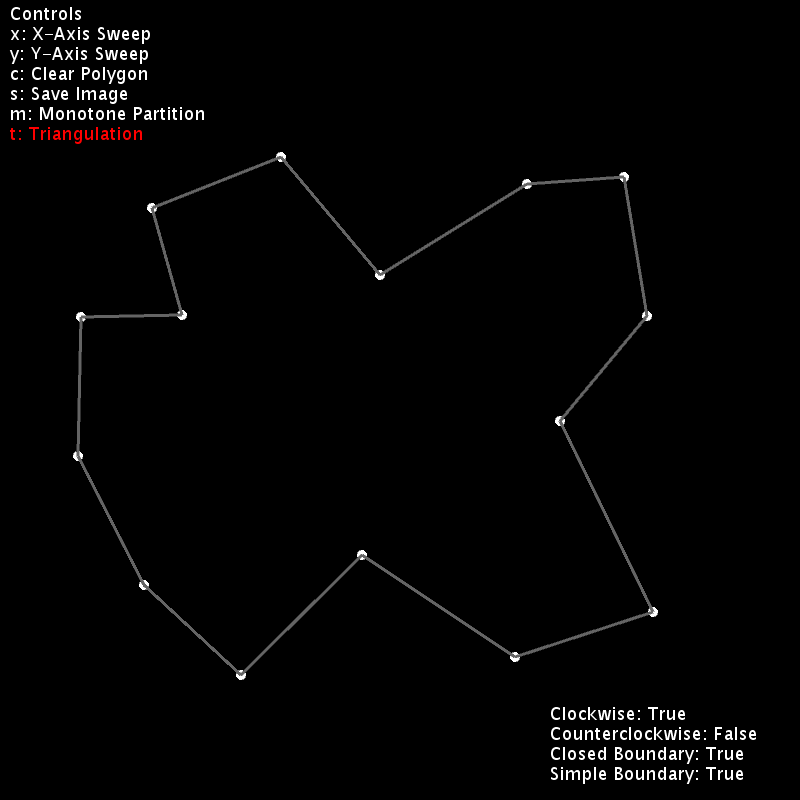 Controls
x: X-Axis Sweep
y: Y-Axis Sweep
c: Clear Polygon
s: Save Image
m: Monotone Partition
t: Triangulation
Clockwise: True
Counterclockwise: False
Closed Boundary: True
Simple Boundary: True